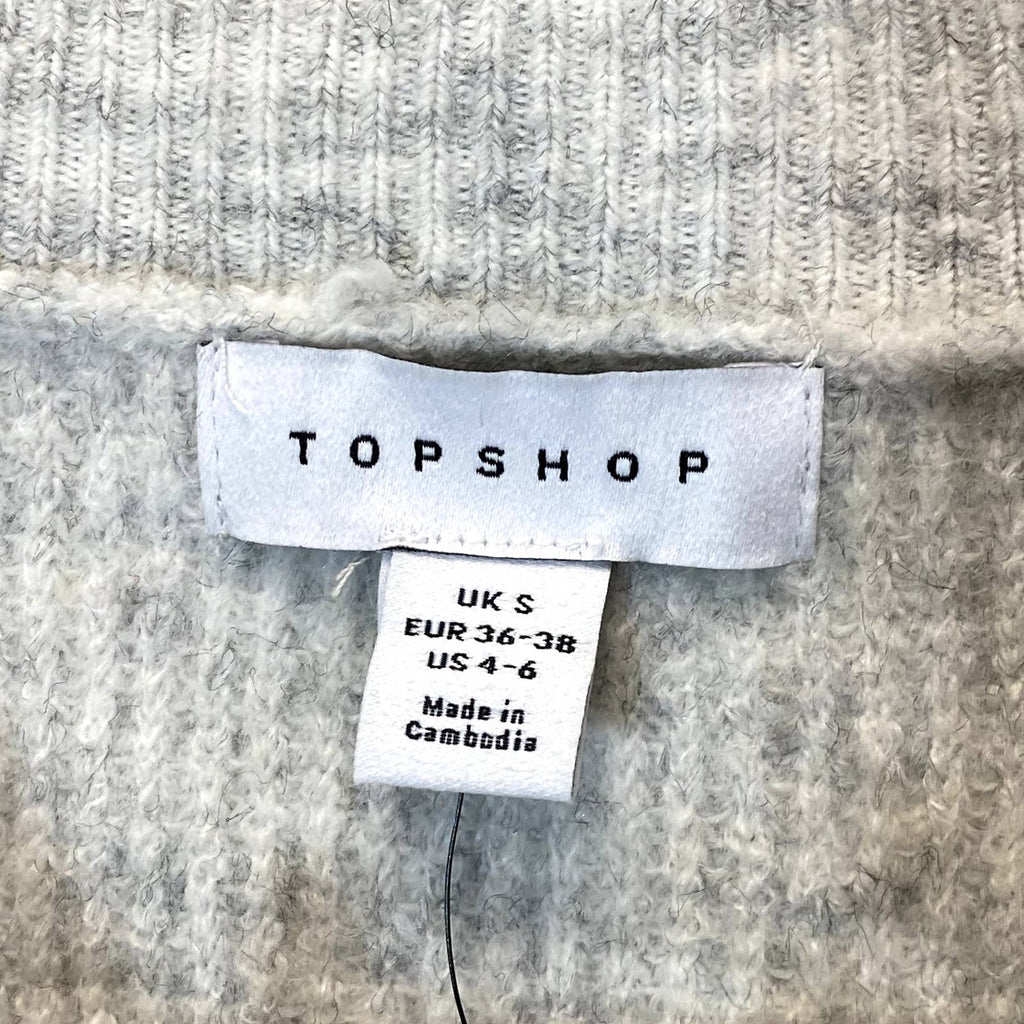 TOPSHOP
UK S
EUR 36-38
US 4-6
Made in
Cambodia